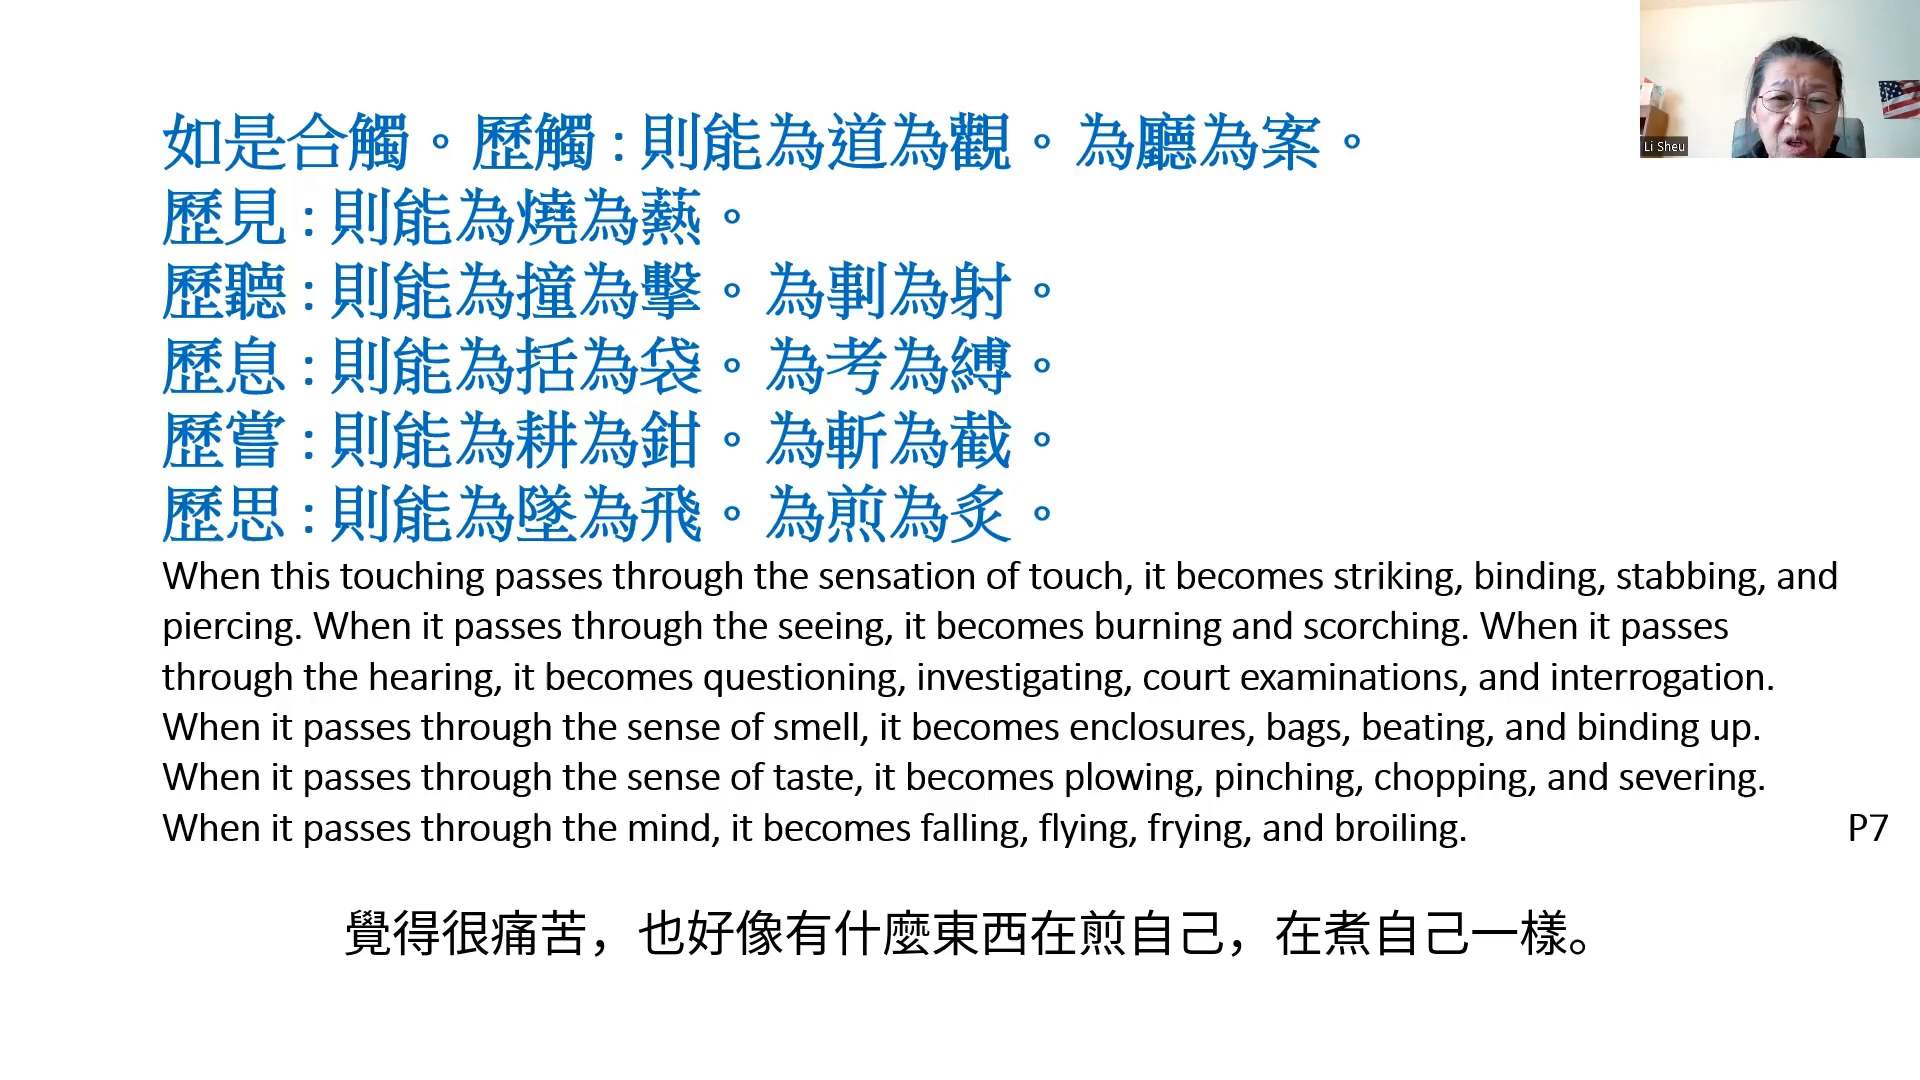 如是合觸。歷觸:則能為道為觀。為廳為案。
Li Sheu
歷見:則能為燒為爇。
歷聽:則能為撞為擊。為剚為射。
歷息:則能為括為袋。為考為縛。
歷嘗:則能為耕為鉗。為斬為截。
歷思:則能為墜為飛。為煎為炙。
When this touching passes through the sensation of touch, it becomes striking, binding, stabbing, and
piercing. When it passes through the seeing, it becomes burning and scorching. When it passes
through the hearing, it becomes questioning, investigating, court examinations, and interrogation.
When it passes through the sense of smell, it becomes enclosures, bags, beating, and binding up.
When it passes through the sense of taste, it becomes plowing, pinching, chopping, and severing.
When it passes through the mind, it becomes falling, flying, frying, and broiling.
P7
覺得很痛苦，也好像有什麼東西在煎自己，在煮自己一樣。